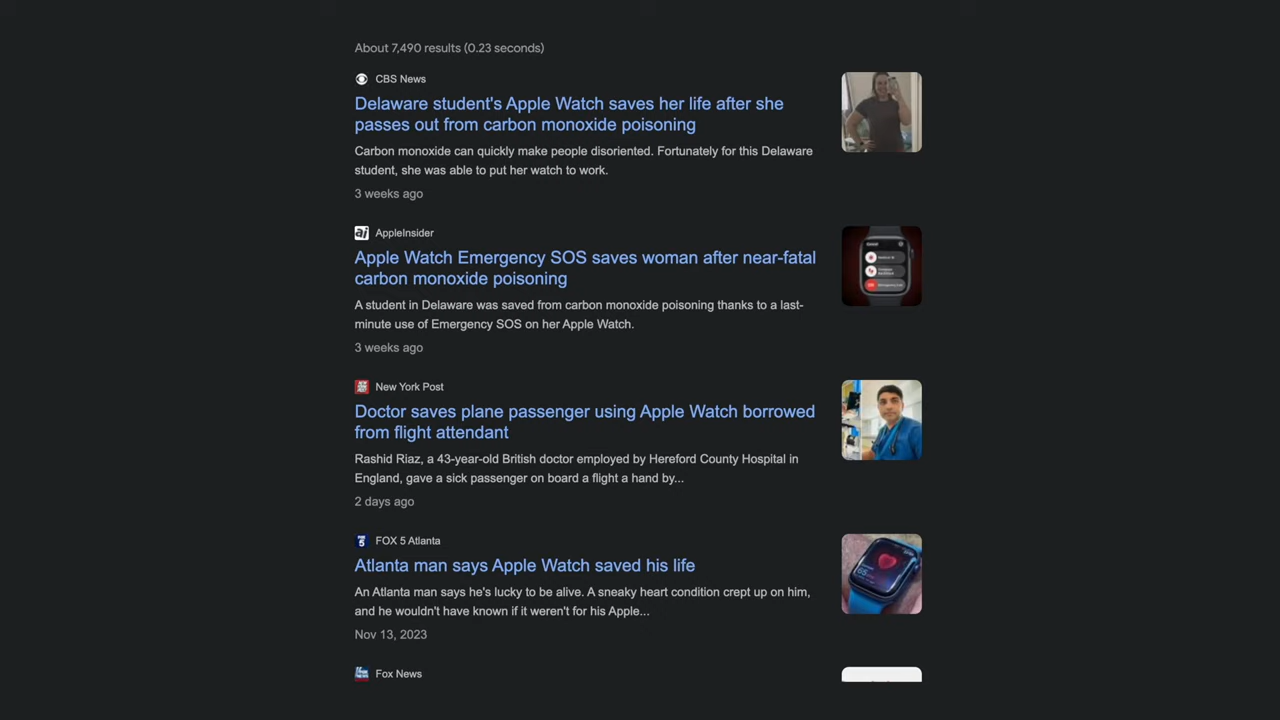 About 7,490 results (0.23 seconds)
CBS News
Delaware student's Apple Watch saves her life after she
passes out from carbon monoxide poisoning
Carbon monoxide can quickly make people disoriented. Fortunately for this Delaware
student, she was able to put her watch to work.
3 weeks ago
ai AppleInsider
Apple Watch Emergency SOS saves woman after near-fatal
carbon monoxide poisoning
A student in Delaware was saved from carbon monoxide poisoning thanks to a last-
minute use of Emergency SOS on her Apple Watch.
3 weeks ago
New York Post
Doctor saves plane passenger using Apple Watch borrowed
from flight attendant
Rashid Riaz, a 43-year-old British doctor employed by Hereford County Hospital in
England, gave a sick passenger on board a flight a hand by...
2 days ago
FOX 5 Atlanta
Atlanta man says Apple Watch saved his life
An Atlanta man says he's lucky to be alive. A sneaky heart condition crept up on him,
and he wouldn't have known if it weren't for his Apple...
Nov 13, 2023
Fox News